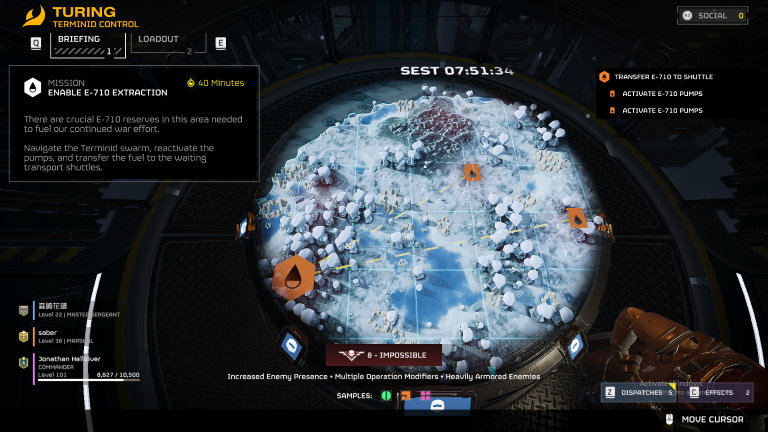 TURING
TERMINID CONTROL
SOCIAL 0
Q
BRIEFING
1
LOADOUT
2
E
MISSION
40 Minutes
ENABLE E-710 EXTRACTION
There are crucial E-710 reserves in this area needed
to fuel our continued war effort.
Navigate the Terminid swarm, reactivate the
pumps, and transfer the fuel to the waiting
transport shuttles.
SEST 07:51:34
TRANSFER E-710 TO SHUTTLE
ACTIVATE E-710 PUMPS
ACTIVATE E-710 PUMPS
Level 22 | MASTER SERGEANT
saber
Level 38 | MARSHAL
Jonathan Helldiver
COMMANDER
Level 101
8,827 / 10,500
8 - IMPOSSIBLE
Increased Enemy Presence • Multiple Operation Modifiers • Heavily Armored Enemies
SAMPLES:
Activate Windows
Z DISPATCHES 5
C EFFECTS 2
MOVE CURSOR